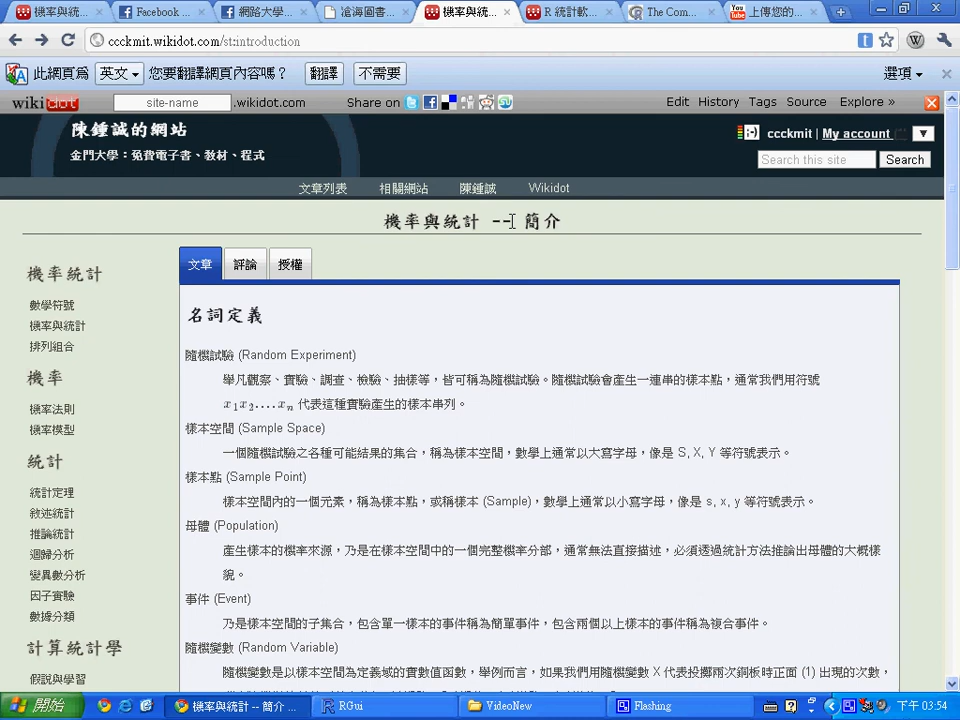 機率與統...
Facebook ...
網路大學...
滄海圖書...
機率與統...
R 統計軟...
The Com...
上傳您的...
ccckmit.wikidot.com/st:introduction
此網頁為 英文 您要翻譯網頁內容嗎？ 翻譯 不需要 選項
wikidot site-name .wikidot.com Share on Edit History Tags Source Explore »
陳鍾誠的網站
ccckmit | My account
金門大學：免費電子書、教材、程式
Search this site Search
文章列表 相關網站 陳鍾誠 Wikidot
機率與統計 -- 簡介
機率統計
數學符號
機率與統計
排列組合
機率
機率法則
機率模型
統計
統計定理
敘述統計
推論統計
迴歸分析
變異數分析
因子實驗
數據分類
計算統計學
假說與學習
文章 評論 授權
名詞定義
隨機試驗 (Random Experiment)
舉凡觀察、實驗、調查、檢驗、抽樣等，皆可稱為隨機試驗。隨機試驗會產生一連串的樣本點，通常我們用符號
x₁x₂....xₙ 代表這種實驗產生的樣本串列。
樣本空間 (Sample Space)
一個隨機試驗之各種可能結果的集合，稱為樣本空間，數學上通常以大寫字母，像是 S, X, Y 等符號表示。
樣本點 (Sample Point)
樣本空間內的一個元素，稱為樣本點，或稱樣本 (Sample)，數學上通常以小寫字母，像是 s, x, y 等符號表示。
母體 (Population)
產生樣本的機率來源，乃是在樣本空間中的一個完整機率分部，通常無法直接描述，必須透過統計方法推論出母體的大概樣
貌。
事件 (Event)
乃是樣本空間的子集合，包含單一樣本的事件稱為簡單事件，包含兩個以上樣本的事件稱為複合事件。
隨機變數 (Random Variable)
隨機變數是以樣本空間為定義域的實數值函數，舉例而言，如果我們用隨機變數 X 代表投擲兩次銅板時正面 (1) 出現的次數，
開始 機率與統計 -- 簡介 ... RGui VideoNew Flashing 下午 03:54